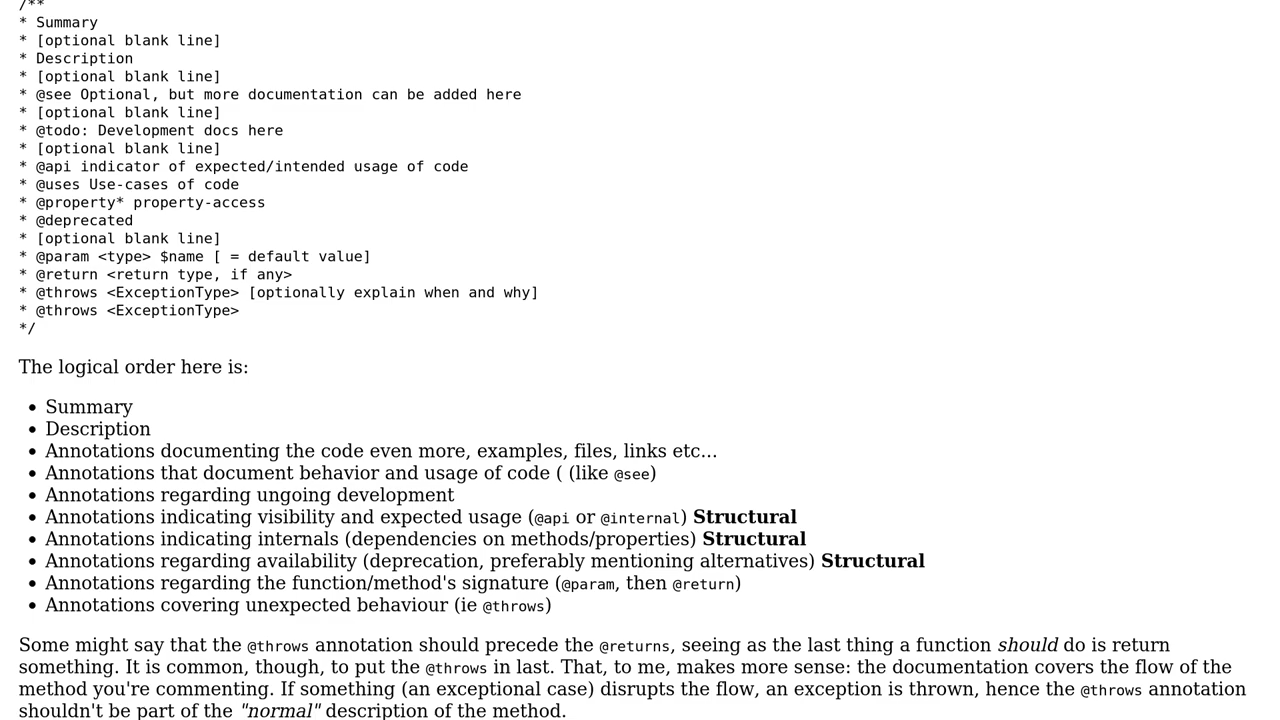 /**
* Summary
* [optional blank line]
* Description
* [optional blank line]
* @see Optional, but more documentation can be added here
* [optional blank line]
* @todo: Development docs here
* [optional blank line]
* @api indicator of expected/intended usage of code
* @uses Use-cases of code
* @property* property-access
* @deprecated
* [optional blank line]
* @param <type> $name [ = default value]
* @return <return type, if any>
* @throws <ExceptionType> [optionally explain when and why]
* @throws <ExceptionType>
*/
The logical order here is:
• Summary
• Description
• Annotations documenting the code even more, examples, files, links etc...
• Annotations that document behavior and usage of code ( (like @see)
• Annotations regarding ungoing development
• Annotations indicating visibility and expected usage (@api or @internal) Structural
• Annotations indicating internals (dependencies on methods/properties) Structural
• Annotations regarding availability (deprecation, preferably mentioning alternatives) Structural
• Annotations regarding the function/method's signature (@param, then @return)
• Annotations covering unexpected behaviour (ie @throws)
Some might say that the @throws annotation should precede the @returns, seeing as the last thing a function should do is return
something. It is common, though, to put the @throws in last. That, to me, makes more sense: the documentation covers the flow of the
method you're commenting. If something (an exceptional case) disrupts the flow, an exception is thrown, hence the @throws annotation
shouldn't be part of the "normal" description of the method.